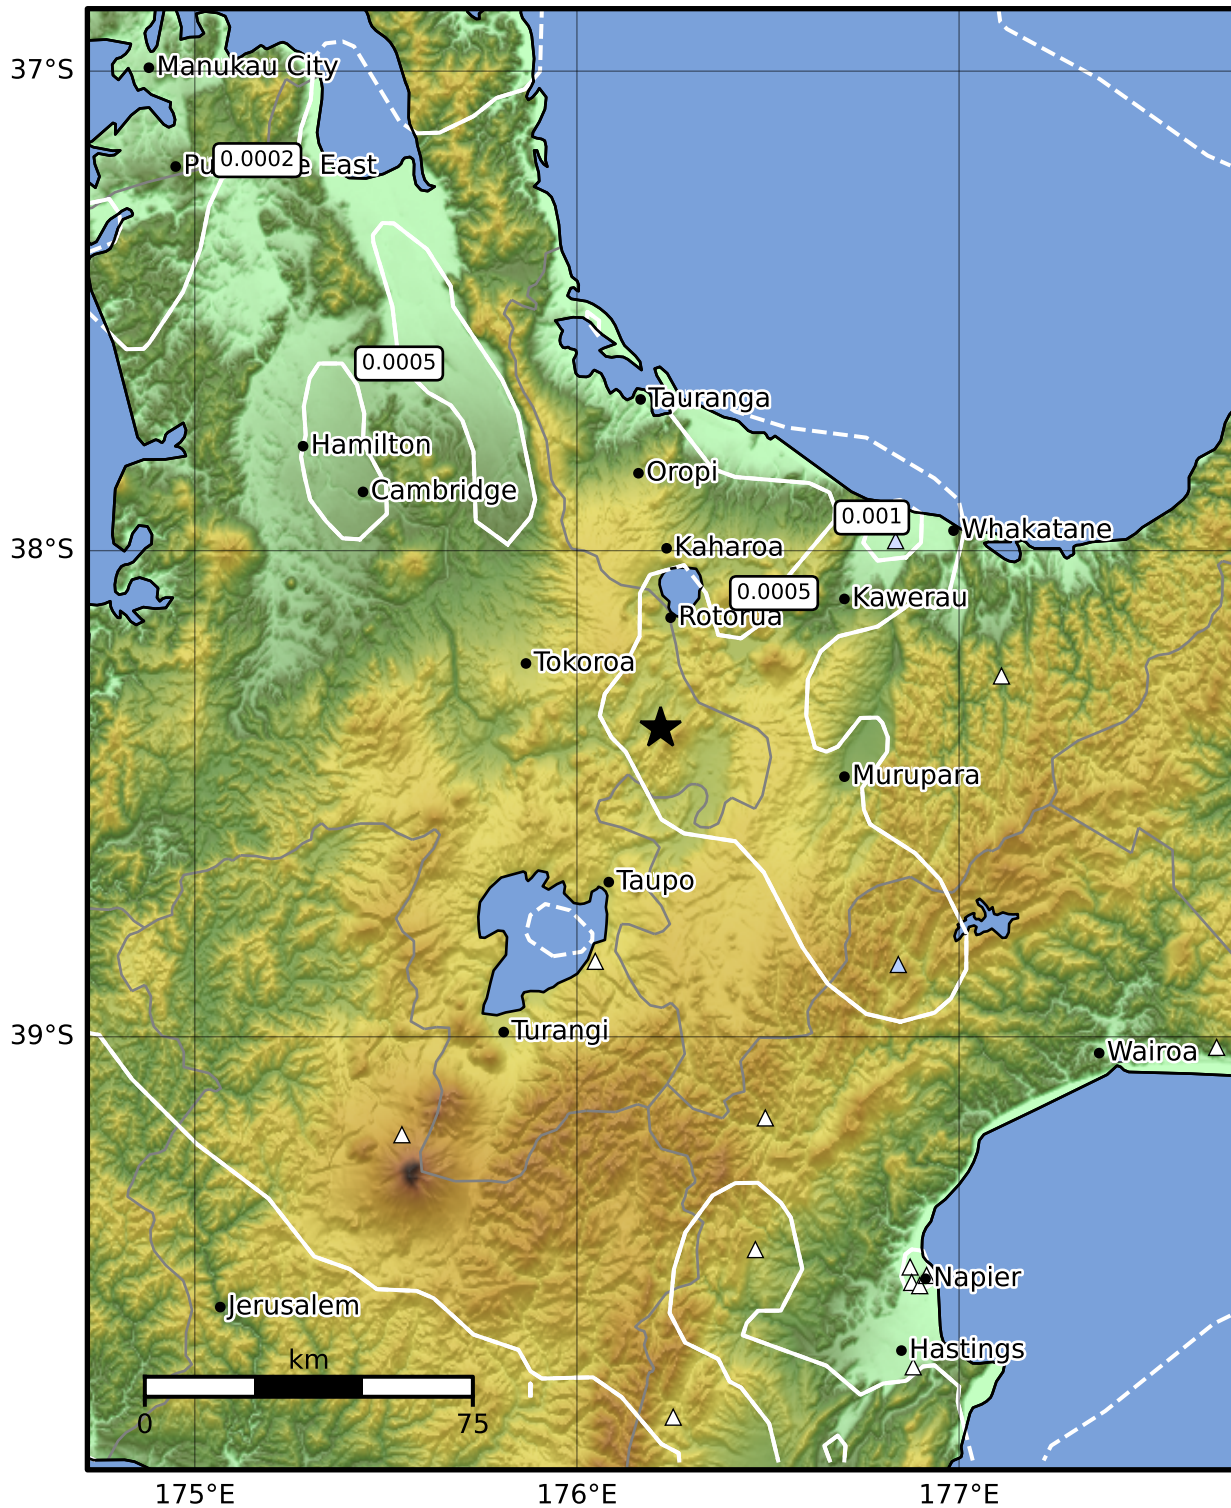 37°S
Manukau City
0.0002
East
0.0005
Tauranga
Hamilton
Oropi
Cambridge
0.001
Whakatane
38°S
Kaharoa
0.0005
Kawerau
Rotorua
Tokoroa
Murupara
Taupo
Turangi
39°S
Wairoa
Napier
Jerusalem
Hastings
km
0
75
175°E
176°E
177°E